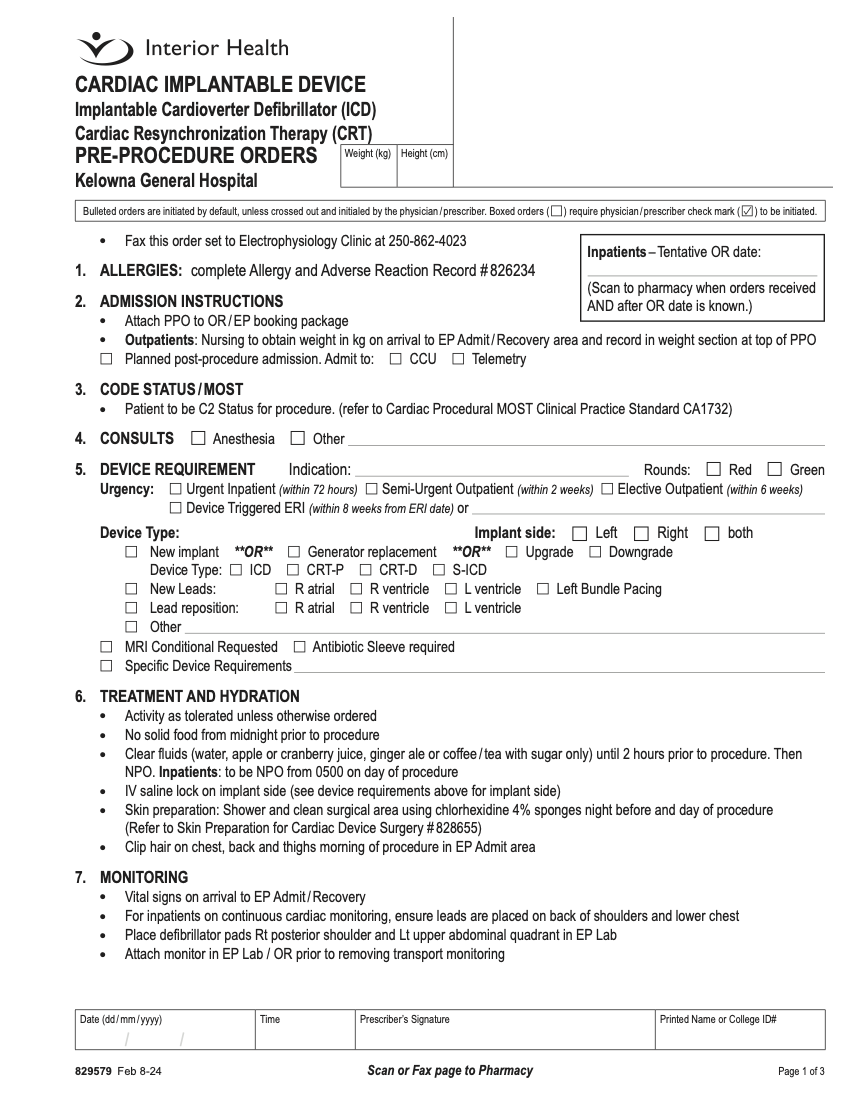 Interior Health
CARDIAC IMPLANTABLE DEVICE
Implantable Cardioverter Defibrillator (ICD)
Cardiac Resynchronization Therapy (CRT)
PRE-PROCEDURE ORDERS
Kelowna General Hospital
Weight (kg) Height (cm)
Bulleted orders are initiated by default, unless crossed out and initialed by the physician/prescriber. Boxed orders (☐) require physician/prescriber check mark (☑) to be initiated.
• Fax this order set to Electrophysiology Clinic at 250-862-4023
Inpatients – Tentative OR date:
(Scan to pharmacy when orders received
AND after OR date is known.)
1. ALLERGIES: complete Allergy and Adverse Reaction Record #826234
2. ADMISSION INSTRUCTIONS
• Attach PPO to OR/EP booking package
• Outpatients: Nursing to obtain weight in kg on arrival to EP Admit/Recovery area and record in weight section at top of PPO
☐ Planned post-procedure admission. Admit to: ☐ CCU ☐ Telemetry
3. CODE STATUS/MOST
• Patient to be C2 Status for procedure. (refer to Cardiac Procedural MOST Clinical Practice Standard CA1732)
4. CONSULTS ☐ Anesthesia ☐ Other
5. DEVICE REQUIREMENT Indication: Rounds: ☐ Red ☐ Green
Urgency: ☐ Urgent Inpatient (within 72 hours) ☐ Semi-Urgent Outpatient (within 2 weeks) ☐ Elective Outpatient (within 6 weeks)
☐ Device Triggered ERI (within 8 weeks from ERI date) or
Device Type: Implant side: ☐ Left ☐ Right ☐ both
☐ New implant **OR** ☐ Generator replacement **OR** ☐ Upgrade ☐ Downgrade
Device Type: ☐ ICD ☐ CRT-P ☐ CRT-D ☐ S-ICD
☐ New Leads: ☐ R atrial ☐ R ventricle ☐ L ventricle ☐ Left Bundle Pacing
☐ Lead reposition: ☐ R atrial ☐ R ventricle ☐ L ventricle
☐ Other
☐ MRI Conditional Requested ☐ Antibiotic Sleeve required
☐ Specific Device Requirements
6. TREATMENT AND HYDRATION
• Activity as tolerated unless otherwise ordered
• No solid food from midnight prior to procedure
• Clear fluids (water, apple or cranberry juice, ginger ale or coffee/tea with sugar only) until 2 hours prior to procedure. Then
NPO. Inpatients: to be NPO from 0500 on day of procedure
• IV saline lock on implant side (see device requirements above for implant side)
• Skin preparation: Shower and clean surgical area using chlorhexidine 4% sponges night before and day of procedure
(Refer to Skin Preparation for Cardiac Device Surgery #828655)
• Clip hair on chest, back and thighs morning of procedure in EP Admit area
7. MONITORING
• Vital signs on arrival to EP Admit/Recovery
• For inpatients on continuous cardiac monitoring, ensure leads are placed on back of shoulders and lower chest
• Place defibrillator pads Rt posterior shoulder and Lt upper abdominal quadrant in EP Lab
• Attach monitor in EP Lab / OR prior to removing transport monitoring
Date (dd/mm/yyyy) Time Prescriber's Signature Printed Name or College ID#
/ /
829579 Feb 8-24 Scan or Fax page to Pharmacy Page 1 of 3